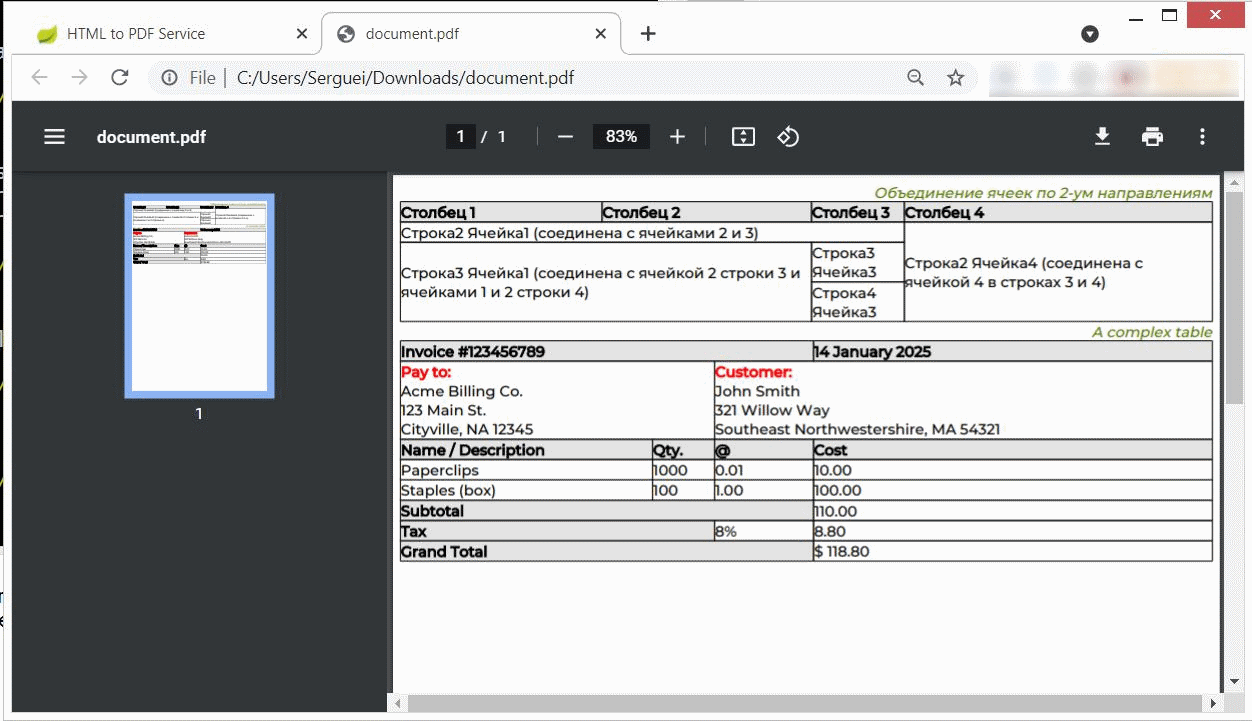 HTML to PDF Service
document.pdf
File | C:/Users/Serguei/Downloads/document.pdf
document.pdf
1 / 1
83%
1
Объединение ячеек по 2-ум направлениям
Столбец 1 Столбец 2 Столбец 3 Столбец 4
Строка2 Ячейка1 (соединена с ячейками 2 и 3)
Строка3 Ячейка1 (соединена с ячейкой 2 строки 3 и
ячейками 1 и 2 строки 4)
Строка3
Ячейка3
Строка4
Ячейка3
Строка2 Ячейка4 (соединена с
ячейкой 4 в строках 3 и 4)
A complex table
Invoice #123456789 14 January 2025
Pay to:
Acme Billing Co.
123 Main St.
Cityville, NA 12345
Customer:
John Smith
321 Willow Way
Southeast Northwestershire, MA 54321
Name / Description Qty. @ Cost
Paperclips 1000 0.01 10.00
Staples (box) 100 1.00 100.00
Subtotal 110.00
Tax 8% 8.80
Grand Total $ 118.80